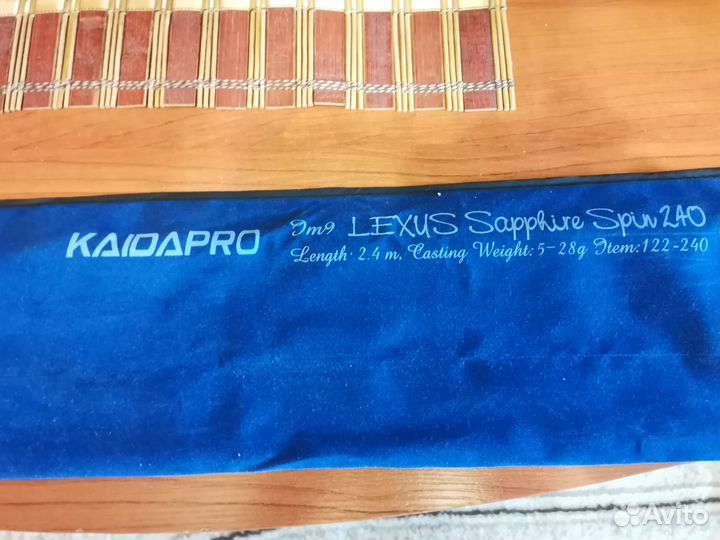 KAIDAPRO
Im9 LEXUS Sapphire Spin 240
Length: 2.4 m, Casting Weight: 5-28g Item: 122-240
Avito